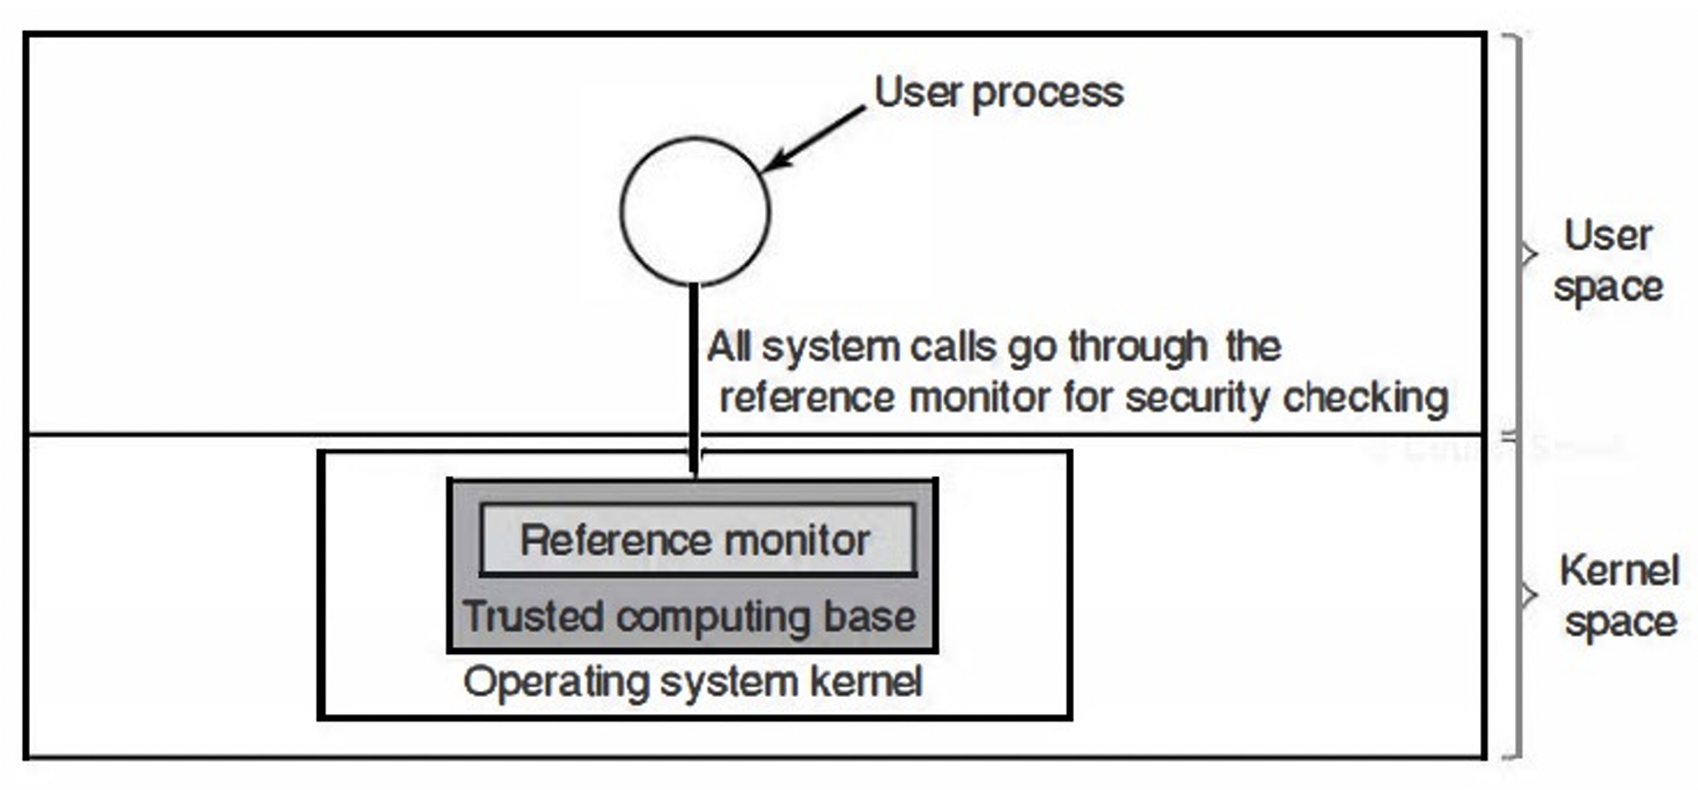 User process
User
space
All system calls go through the
reference monitor for security checking
Reference monitor
Trusted computing base
Operating system kernel
Kernel
space